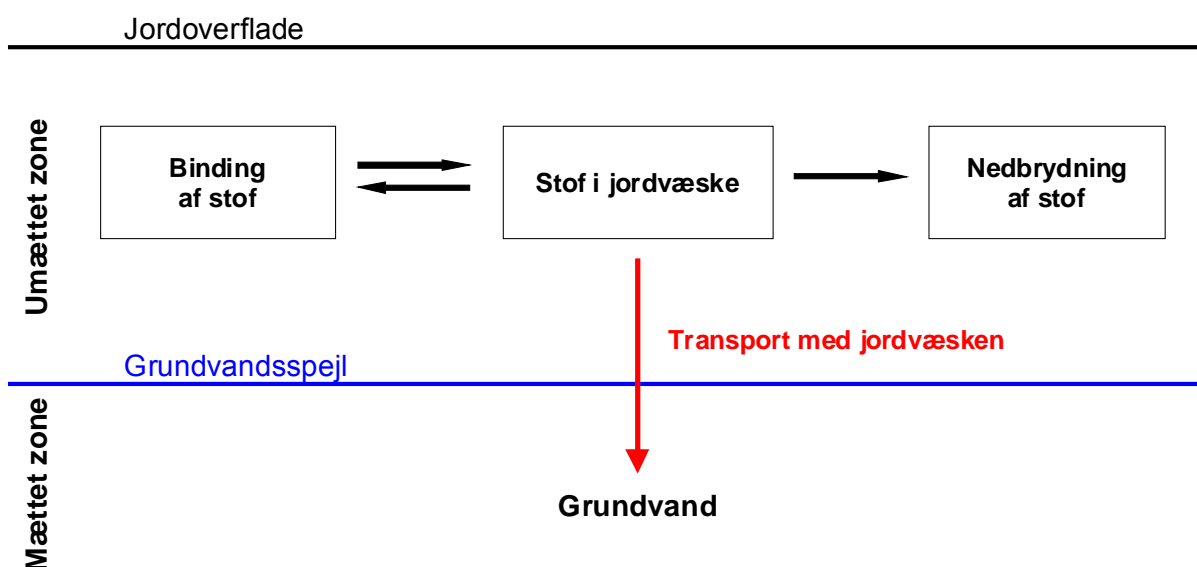 Jordoverflade
Umættet zone
Binding
af stof
Stof i jordvæske
Nedbrydning
af stof
Transport med jordvæsken
Grundvandsspejl
Mættet zone
Grundvand